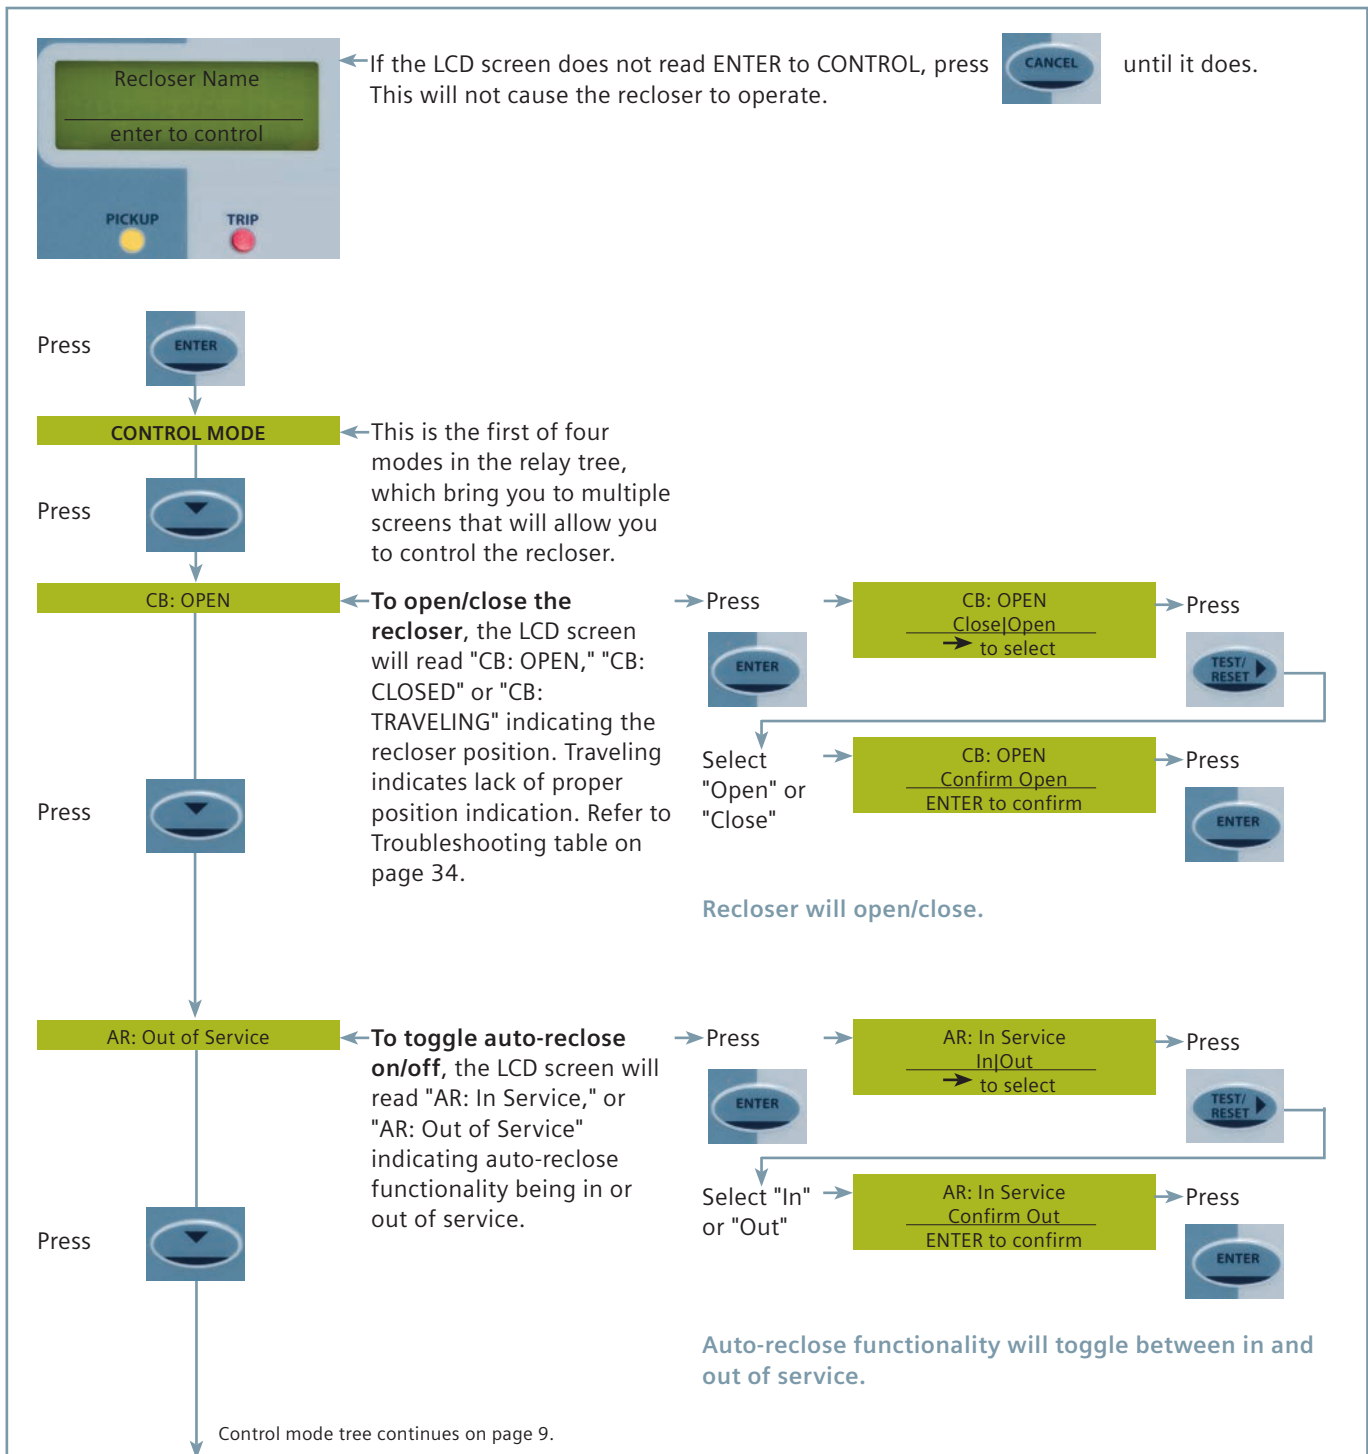 Recloser Name
enter to control
PICKUP
TRIP
If the LCD screen does not read ENTER to CONTROL, press CANCEL until it does.
This will not cause the recloser to operate.
Press
ENTER
CONTROL MODE
This is the first of four
modes in the relay tree,
which bring you to multiple
screens that will allow you
to control the recloser.
Press
CB: OPEN
To open/close the
recloser, the LCD screen
will read "CB: OPEN," "CB:
CLOSED" or "CB:
TRAVELING" indicating the
recloser position. Traveling
indicates lack of proper
position indication. Refer to
Troubleshooting table on
page 34.
Press
ENTER
CB: OPEN
Close|Open
→ to select
Press
TEST/
RESET
Select
"Open" or
"Close"
CB: OPEN
Confirm Open
ENTER to confirm
Press
ENTER
Recloser will open/close.
Press
AR: Out of Service
To toggle auto-reclose
on/off, the LCD screen will
read "AR: In Service," or
"AR: Out of Service"
indicating auto-reclose
functionality being in or
out of service.
Press
ENTER
AR: In Service
In|Out
→ to select
Press
TEST/
RESET
Select "In"
or "Out"
AR: In Service
Confirm Out
ENTER to confirm
Press
ENTER
Auto-reclose functionality will toggle between in and
out of service.
Press
Control mode tree continues on page 9.